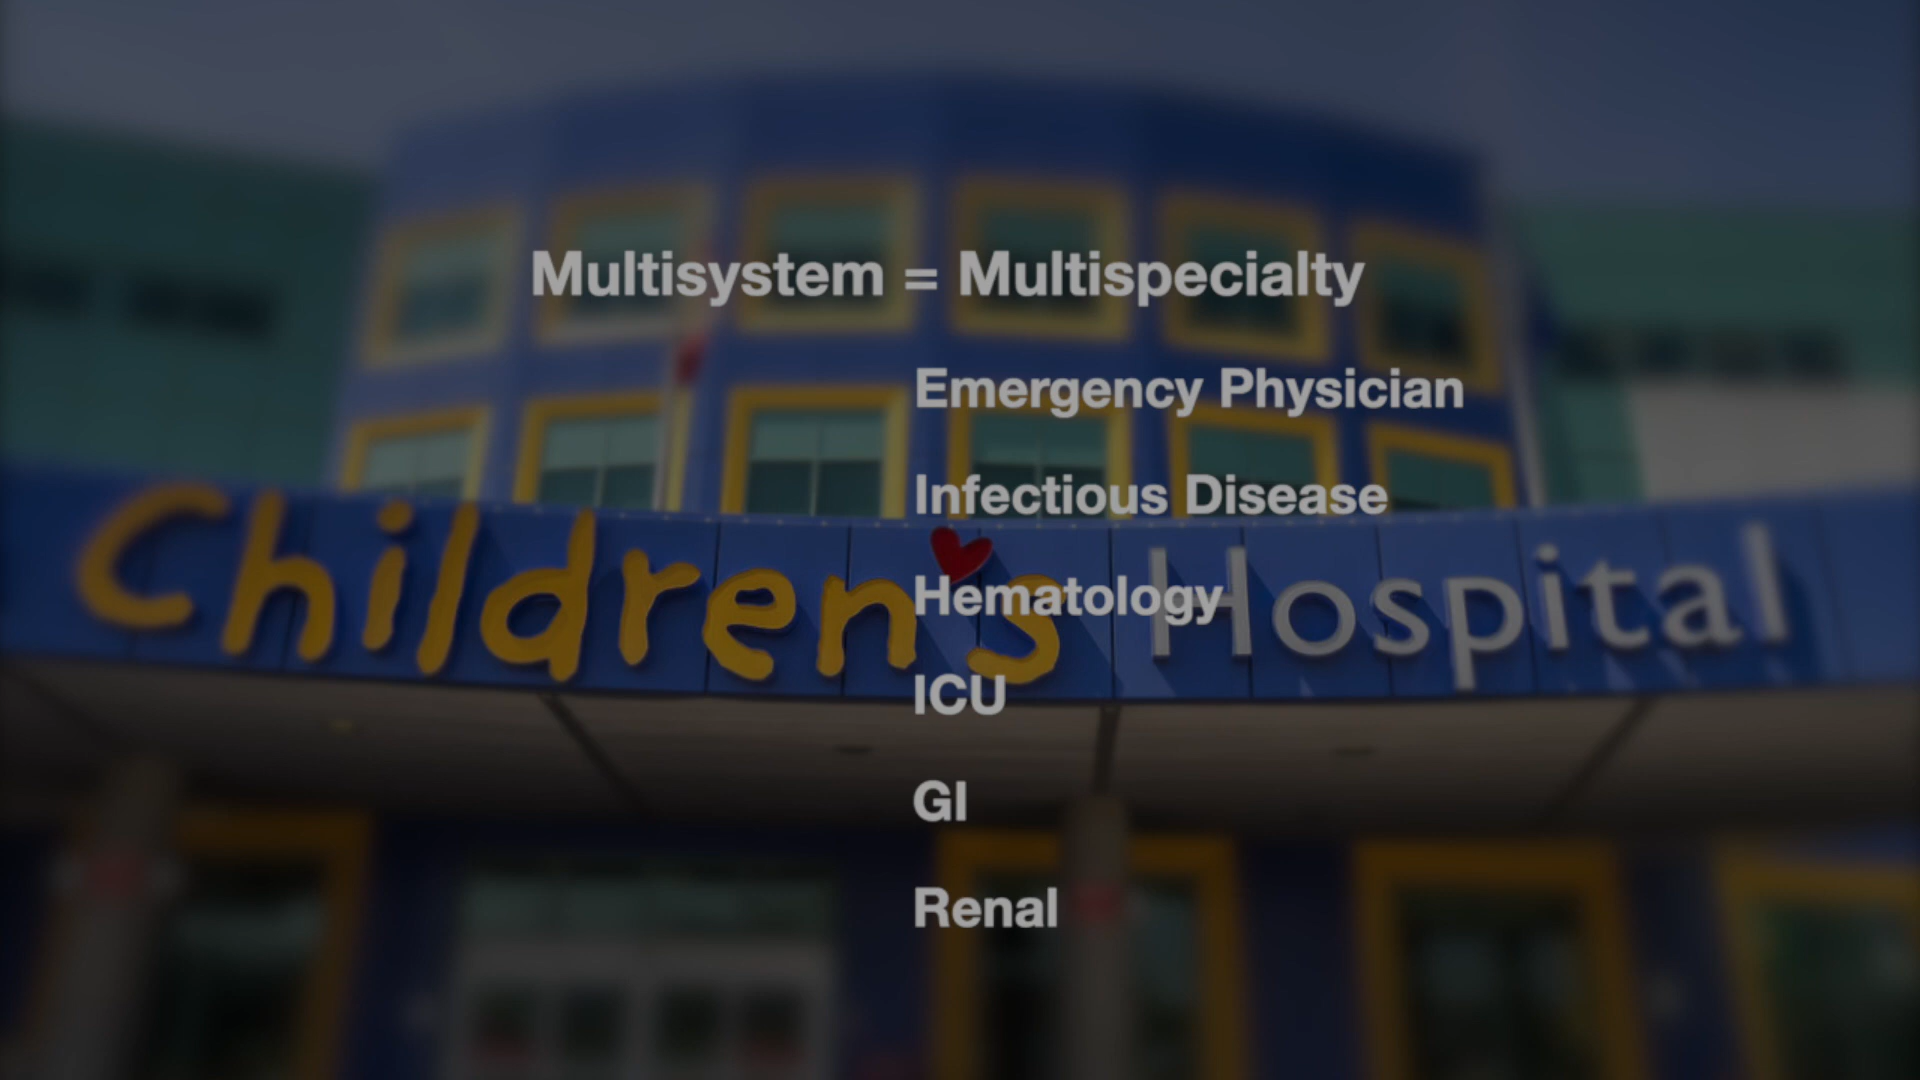 Multisystem = Multispecialty
Emergency Physician
Infectious Disease
Children's Hospital
Hematology
ICU
GI
Renal